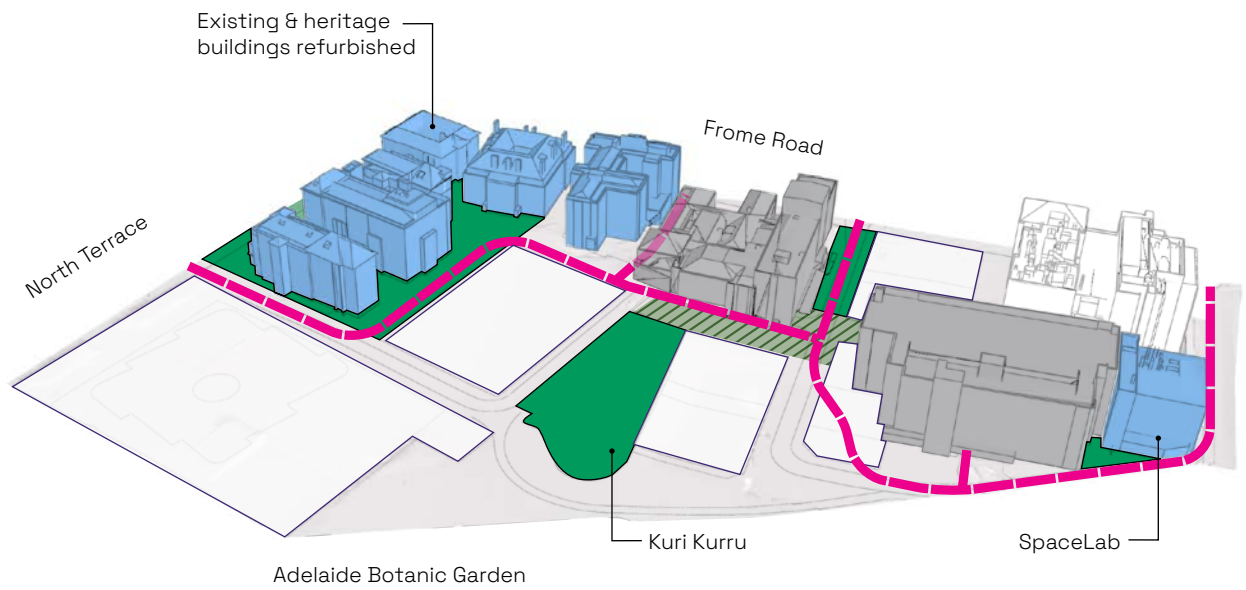 Existing & heritage
buildings refurbished
Frome Road
North Terrace
Kuri Kurru
SpaceLab
Adelaide Botanic Garden